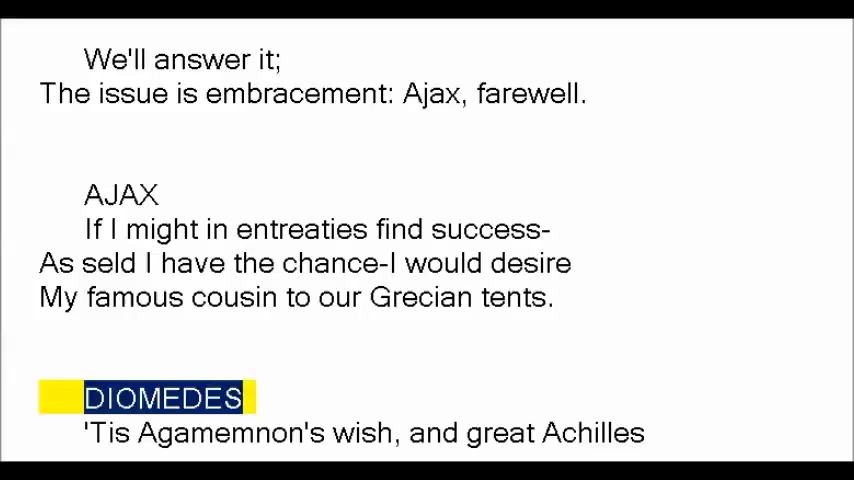 We'll answer it;
The issue is embracement: Ajax, farewell.
AJAX
If I might in entreaties find success-
As seld I have the chance-I would desire
My famous cousin to our Grecian tents.
DIOMEDES
'Tis Agamemnon's wish, and great Achilles